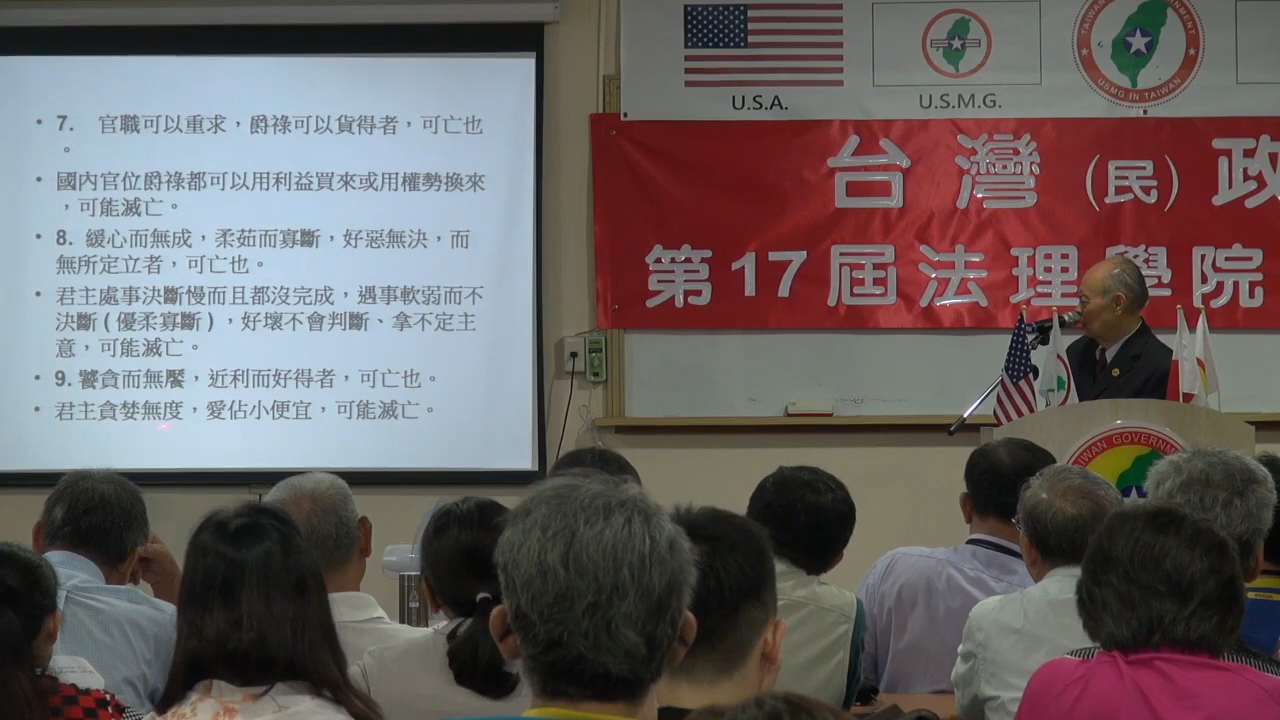 • 7. 官職可以重求，爵祿可以貨得者，可亡也
。
• 國內官位爵祿都可以用利益買來或用權勢換來
，可能滅亡。
• 8. 緩心而無成，柔茹而寡斷，好惡無決，而
無所定立者，可亡也。
• 君主處事決斷慢而且都沒完成，遇事軟弱而不
決斷 ( 優柔寡斷 ) ，好壞不會判斷、拿不定主
意，可能滅亡。
• 9. 饕貪而無饜，近利而好得者，可亡也。
• 君主貪婪無度，愛佔小便宜，可能滅亡。
U.S.A.
U.S.M.G.
USMG IN TAIWAN
台灣(民)政
第17屆法理學院
TAIWAN GOVERNM